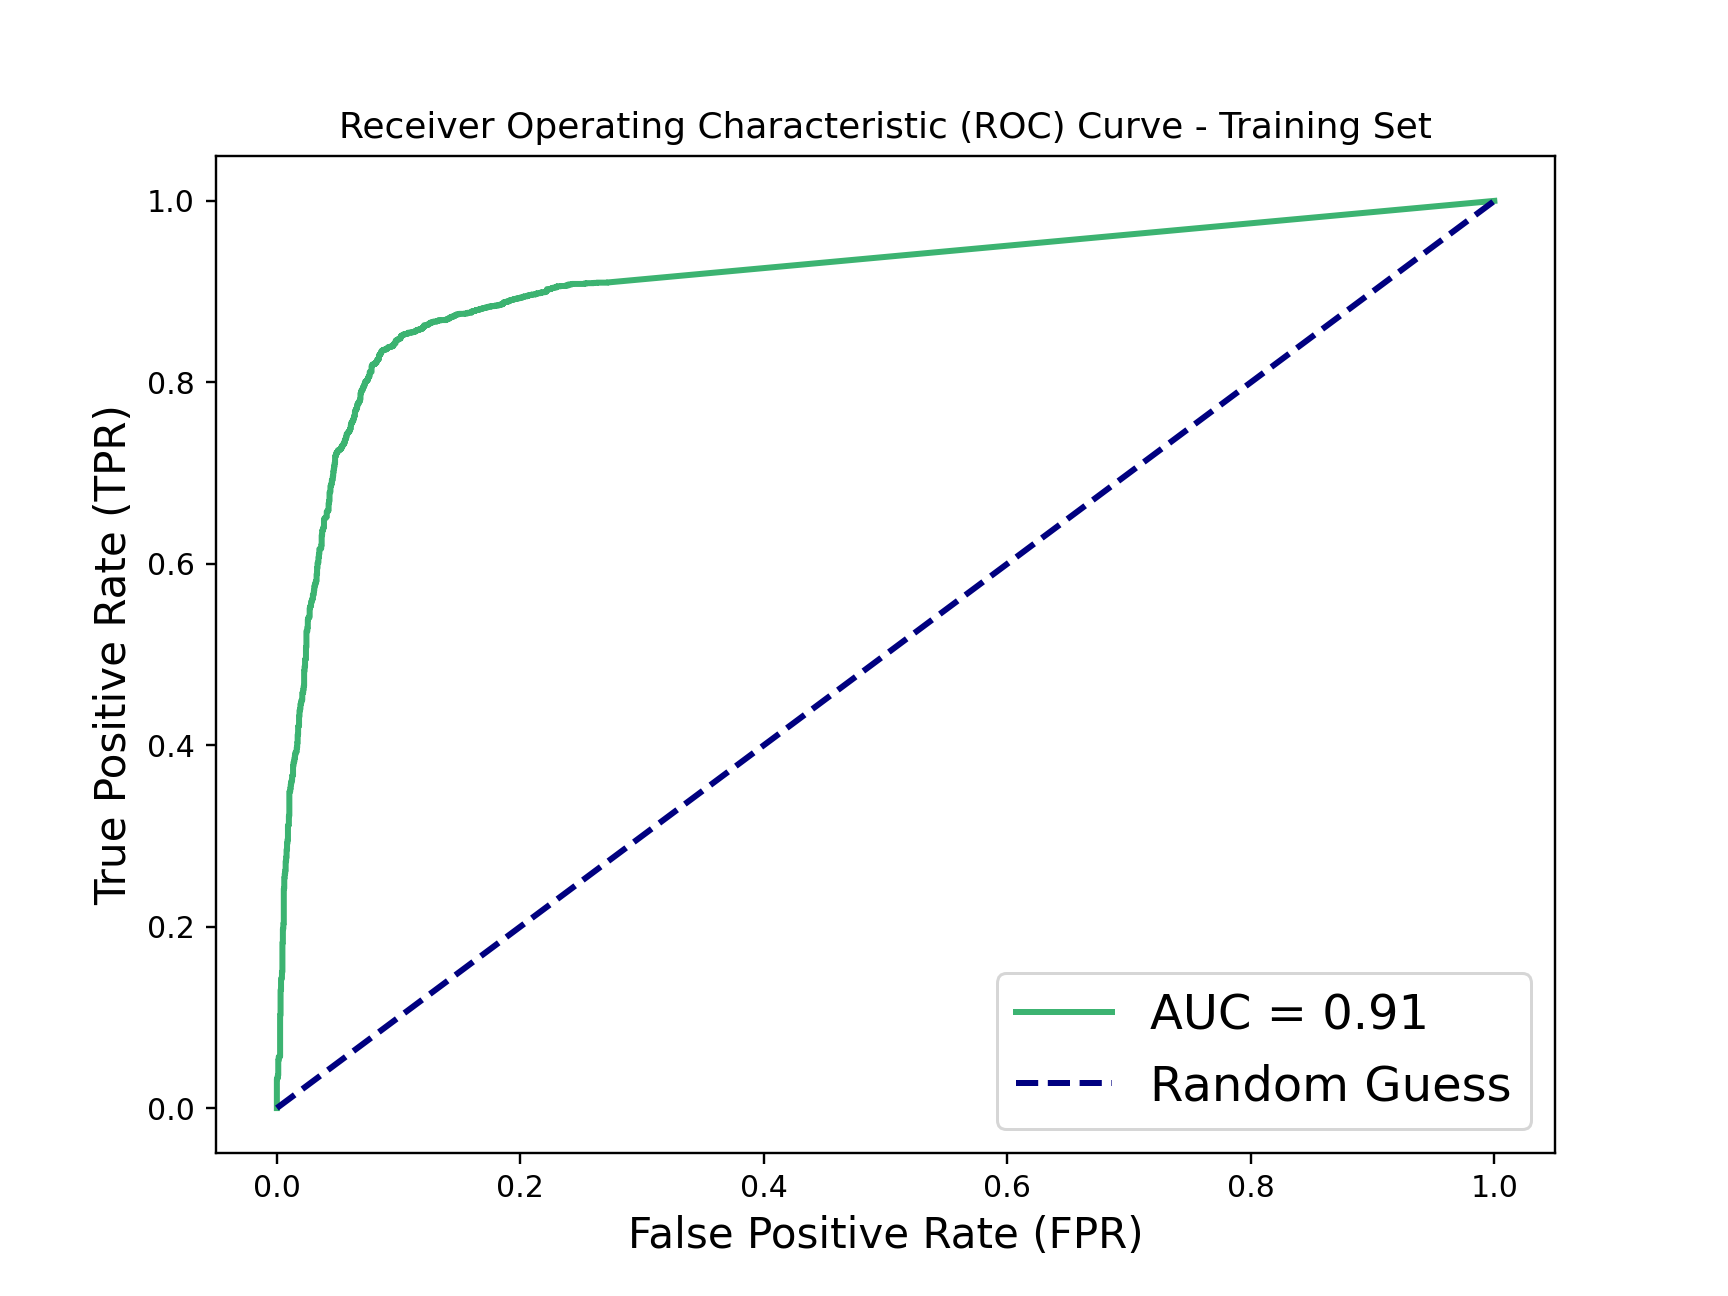 Receiver Operating Characteristic (ROC) Curve - Training Set
1.0
0.8
0.6
0.4
0.2
0.0
True Positive Rate (TPR)
AUC = 0.91
Random Guess
0.0 0.2 0.4 0.6 0.8 1.0
False Positive Rate (FPR)